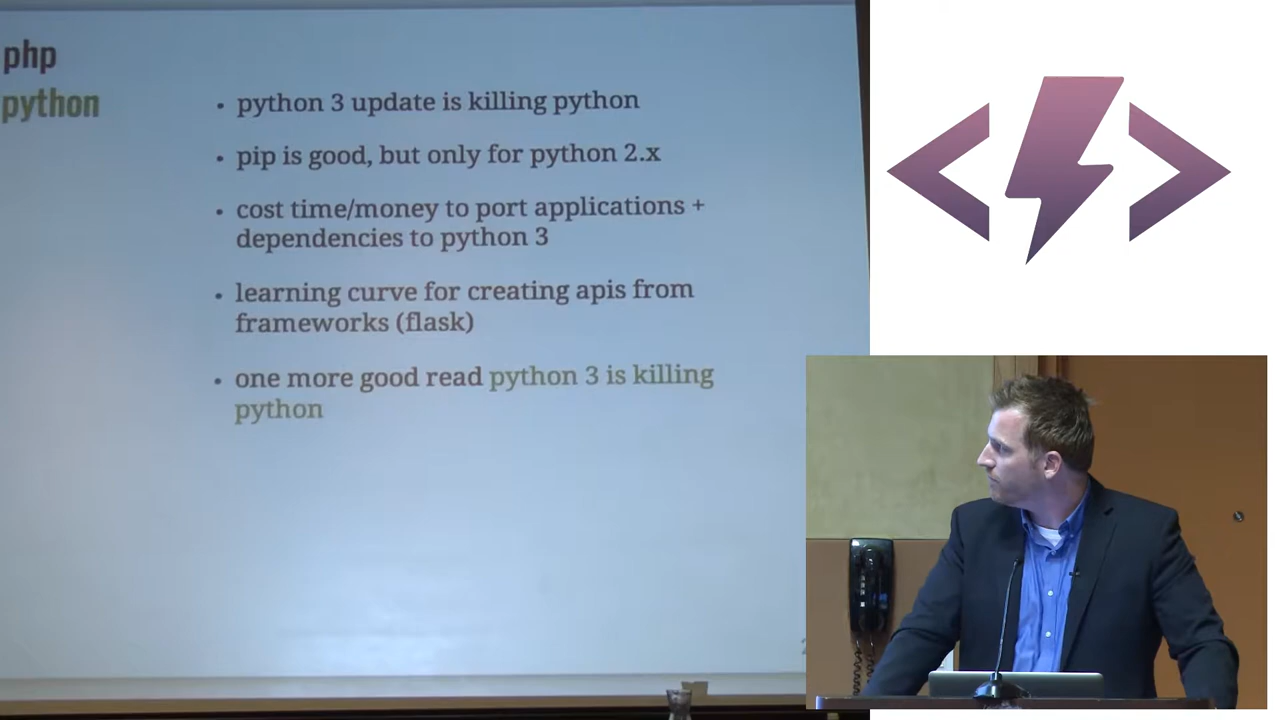 php
python
• python 3 update is killing python
• pip is good, but only for python 2.x
• cost time/money to port applications +
dependencies to python 3
• learning curve for creating apis from
frameworks (flask)
• one more good read python 3 is killing
python